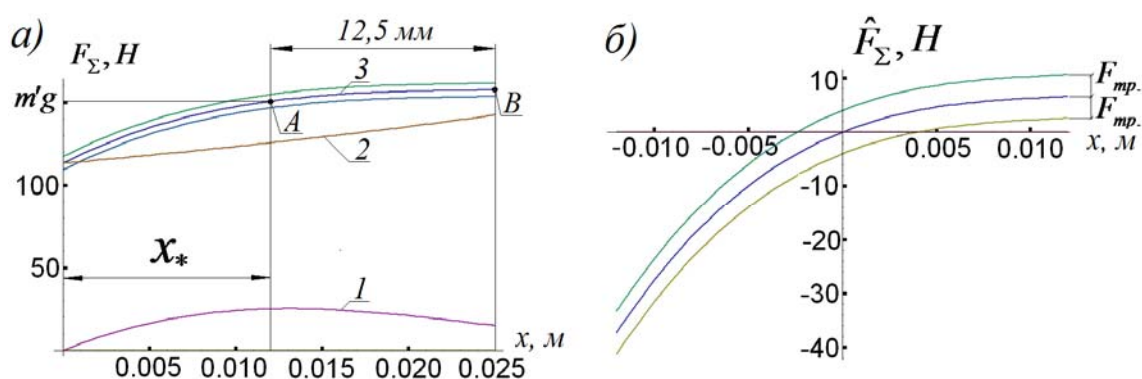 а)
12,5 мм
F_Σ, Н
m'g
3
A
B
2
100
x_*
50
1
x, м
0.005 0.010 0.015 0.020 0.025
б)
F̂_Σ, Н
10
F_тр.
F_тр.
-0.010 -0.005 0.005 0.010
x, м
-10
-20
-30
-40